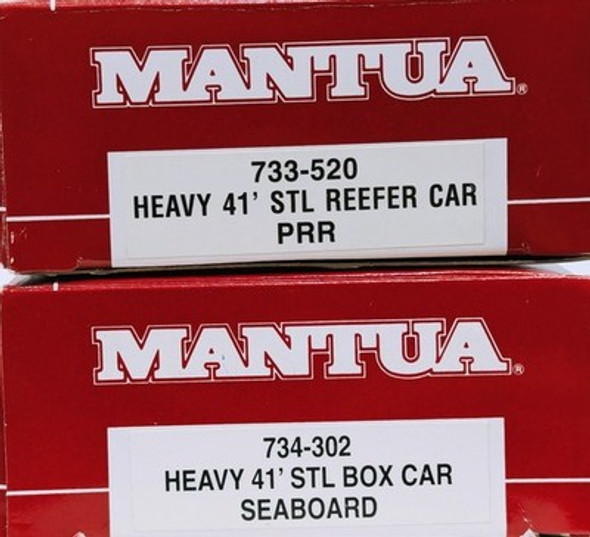 MANTUA®
733-520
HEAVY 41' STL REEFER CAR
PRR
MANTUA®
734-302
HEAVY 41' STL BOX CAR
SEABOARD